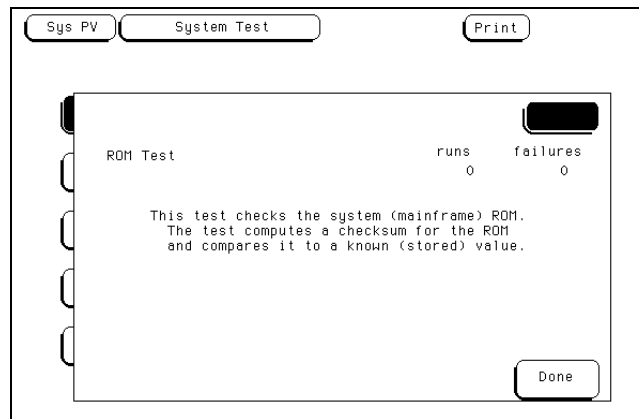 Sys PV System Test Print
ROM Test runs failures
0 0
This test checks the system (mainframe) ROM.
The test computes a checksum for the ROM
and compares it to a known (stored) value.
Done